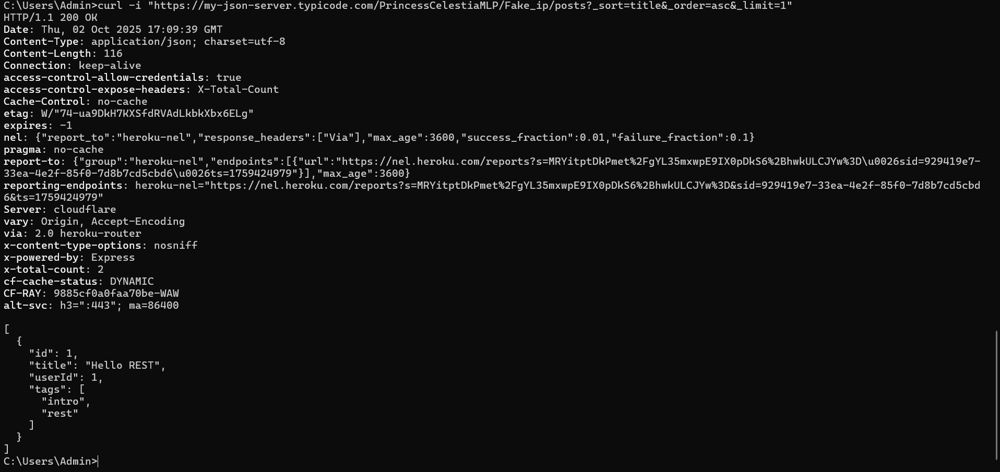 C:\Users\Admin>curl -i "https://my-json-server.typicode.com/PrincessCelestiaMLP/Fake_ip/posts?_sort=title&_order=asc&_limit=1"
HTTP/1.1 200 OK
Date: Thu, 02 Oct 2025 17:09:39 GMT
Content-Type: application/json; charset=utf-8
Content-Length: 116
Connection: keep-alive
access-control-allow-credentials: true
access-control-expose-headers: X-Total-Count
Cache-Control: no-cache
etag: W/"74-ua9DkH7KXSfdRVAdLkbkXbx6ELg"
expires: -1
nel: {"report_to":"heroku-nel","response_headers":["Via"],"max_age":3600,"success_fraction":0.01,"failure_fraction":0.1}
pragma: no-cache
report-to: {"group":"heroku-nel","endpoints":[{"url":"https://nel.heroku.com/reports?s=MRYitptDkPmet%2FgYL35mxwpE9IX0pDkS6%2BhwkULCJYw%3D\u0026sid=929419e7-
33ea-4e2f-85f0-7d8b7cd5cbd6\u0026ts=1759424979"}],"max_age":3600}
reporting-endpoints: heroku-nel="https://nel.heroku.com/reports?s=MRYitptDkPmet%2FgYL35mxwpE9IX0pDkS6%2BhwkULCJYw%3D&sid=929419e7-33ea-4e2f-85f0-7d8b7cd5cbd
6&ts=1759424979"
Server: cloudflare
vary: Origin, Accept-Encoding
via: 2.0 heroku-router
x-content-type-options: nosniff
x-powered-by: Express
x-total-count: 2
cf-cache-status: DYNAMIC
CF-RAY: 9885cf0a0faa70be-WAW
alt-svc: h3=":443"; ma=86400

[
  {
    "id": 1,
    "title": "Hello REST",
    "userId": 1,
    "tags": [
      "intro",
      "rest"
    ]
  }
]
C:\Users\Admin>